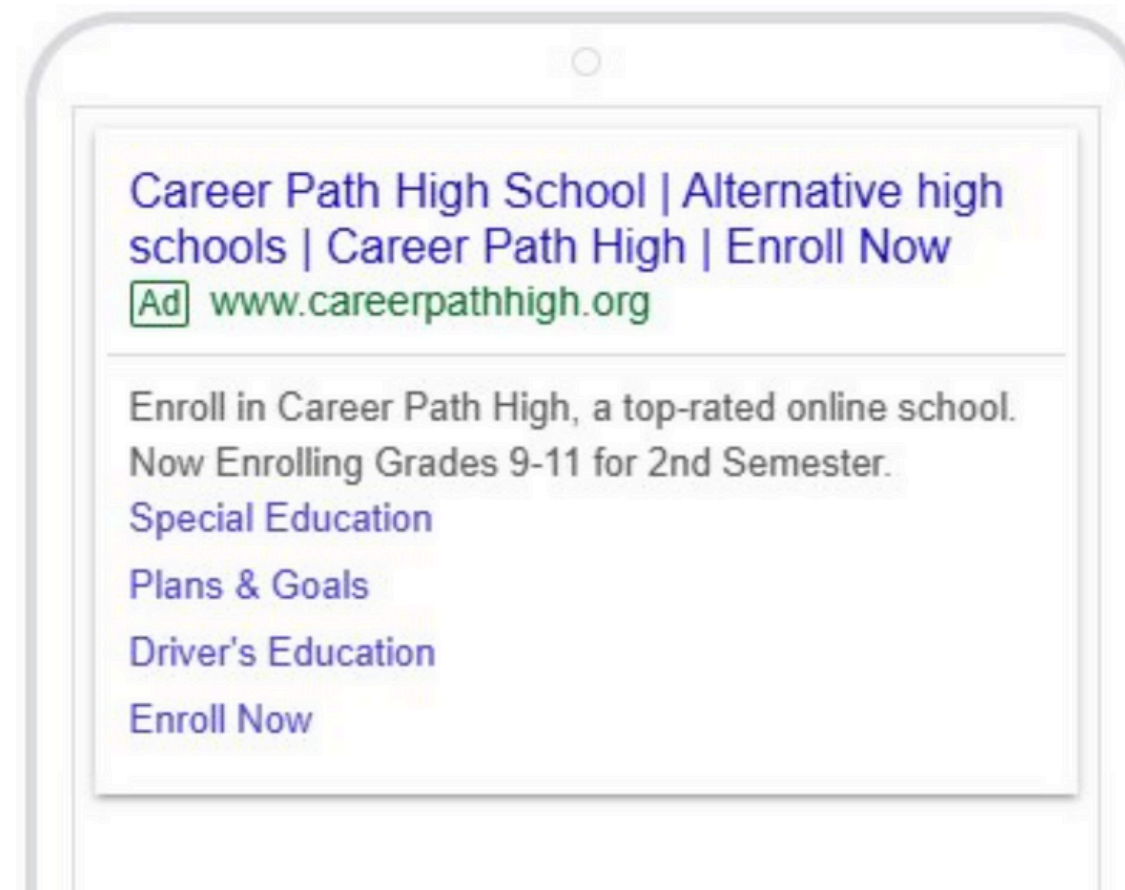 Career Path High School | Alternative high
schools | Career Path High | Enroll Now
Ad www.careerpathhigh.org
Enroll in Career Path High, a top-rated online school.
Now Enrolling Grades 9-11 for 2nd Semester.
Special Education
Plans & Goals
Driver's Education
Enroll Now